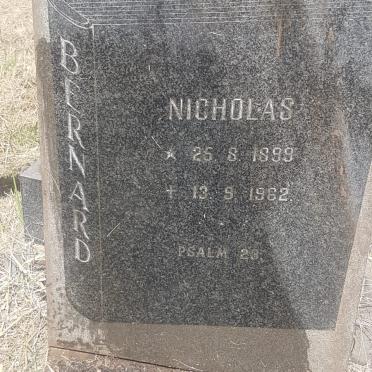 BERNARD
NICHOLAS
* 25 8 1899
+ 13 9 1962
PSALM 23